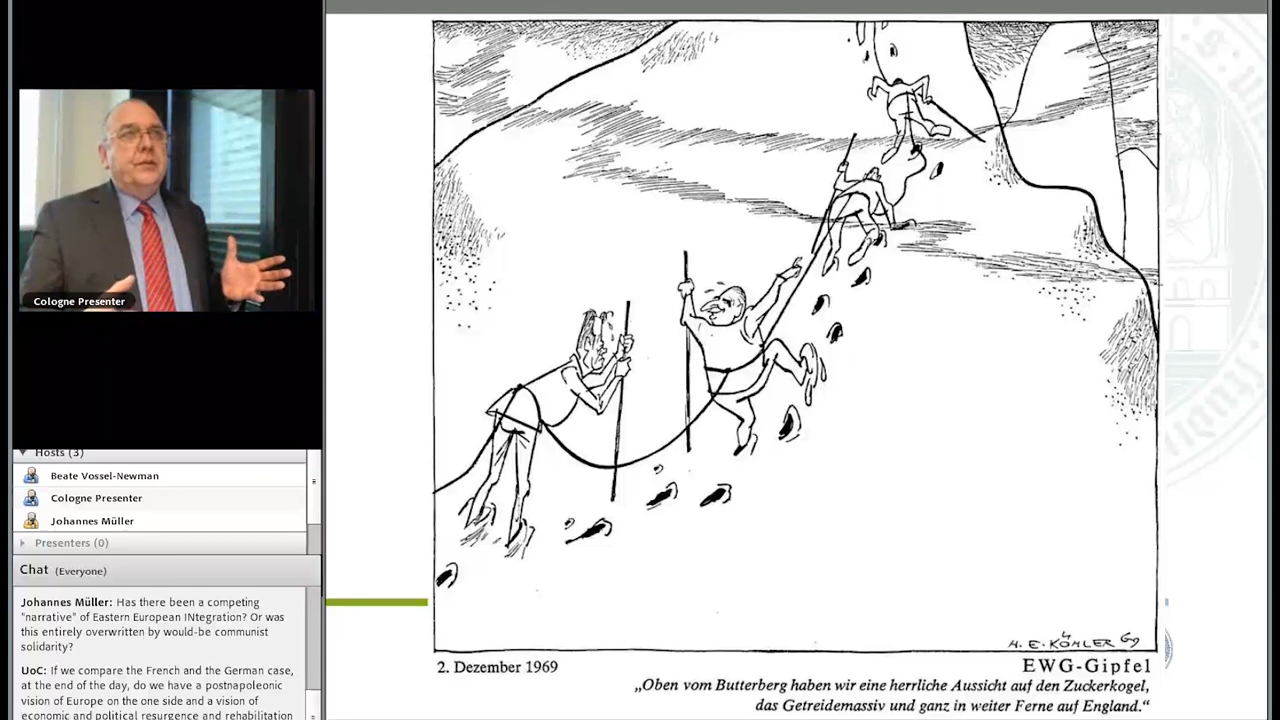 Cologne Presenter
Hosts (3)
Beate Vossel-Newman
Cologne Presenter
Johannes Müller
Presenters (0)
Chat (Everyone)
Johannes Müller: Has there been a competing
"narrative" of Eastern European INtegration? Or was
this entirely overwritten by would-be communist
solidarity?
UoC: If we compare the French and the German case,
at the end of the day, do we have a postnapoleonic
vision of Europe on the one side and a vision of
economic and political resurgence and rehabilitation
H. E. KÖHLER 69
2. Dezember 1969
EWG-Gipfel
„Oben vom Butterberg haben wir eine herrliche Aussicht auf den Zuckerkogel,
das Getreidemassiv und ganz in weiter Ferne auf England.“